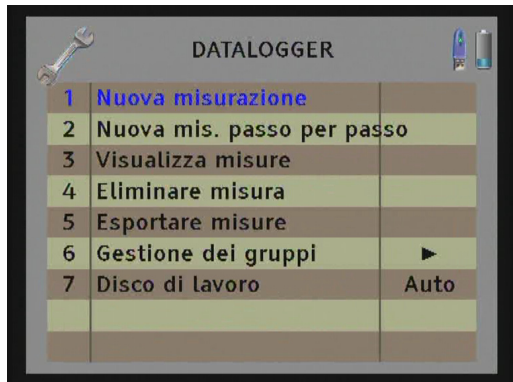 DATALOGGER
1 Nuova misurazione
2 Nuova mis. passo per passo
3 Visualizza misure
4 Eliminare misura
5 Esportare misure
6 Gestione dei gruppi ►
7 Disco di lavoro Auto